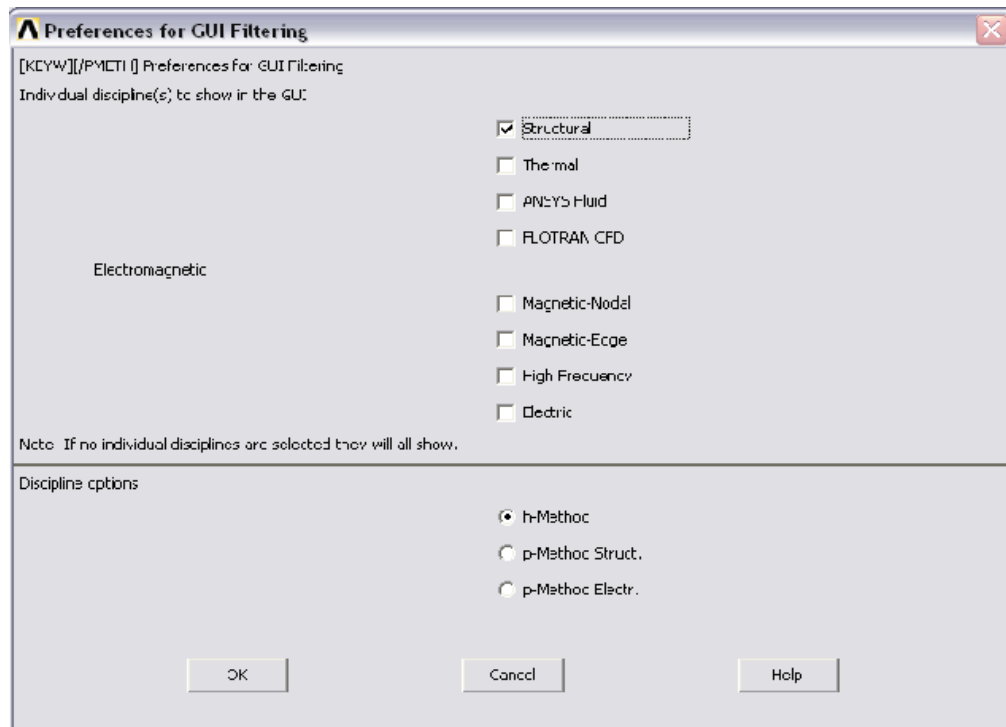 Preferences for GUI Filtering
[KEYW][/PMETH] Preferences for GUI Filtering
Individual discipline(s) to show in the GUI
Structural
Thermal
ANSYS Fluid
FLOTRAN CFD
Electromagnetic
Magnetic-Nodal
Magnetic-Edge
High Frequency
Electric
Note: If no individual disciplines are selected they will all show.
Discipline options
h-Method
p-Method Struct.
p-Method Electr.
OK
Cancel
Help